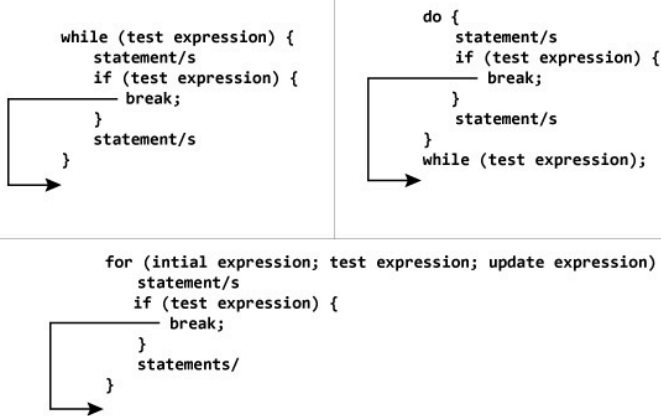 while (test expression) {
statement/s
if (test expression) {
break;
}
statement/s
}
do {
statement/s
if (test expression) {
break;
}
statement/s
}
while (test expression);
for (intial expression; test expression; update expression)
statement/s
if (test expression) {
break;
}
statements/
}